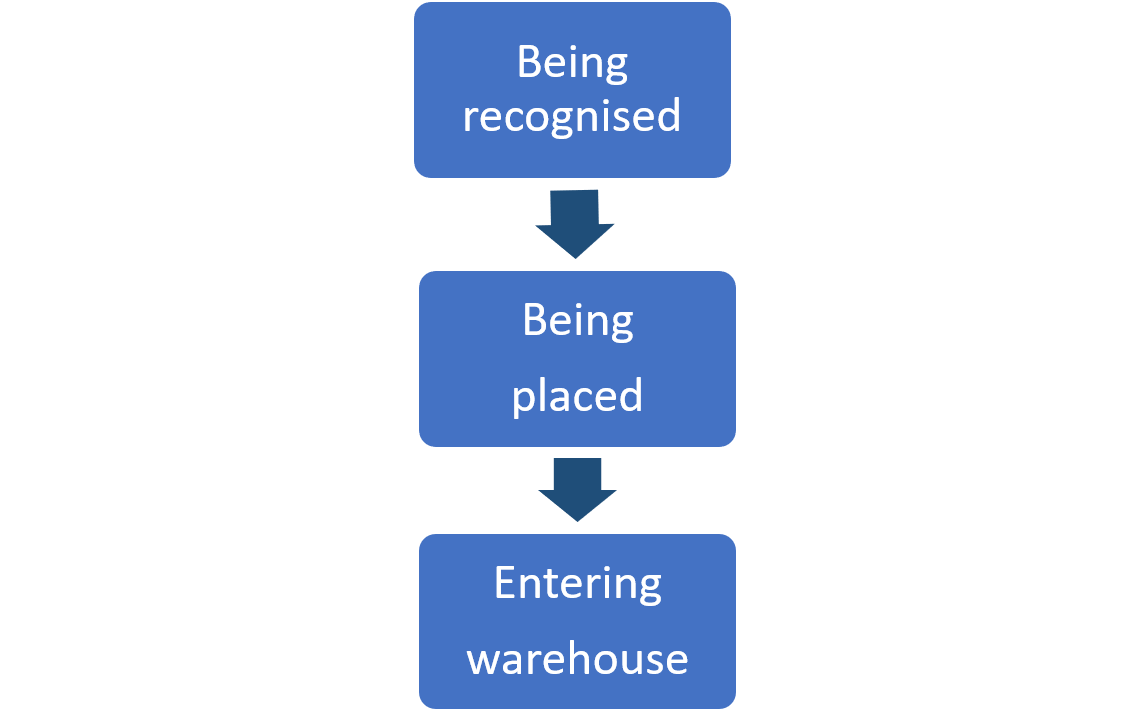 Being
recognised
Being
placed
Entering
warehouse